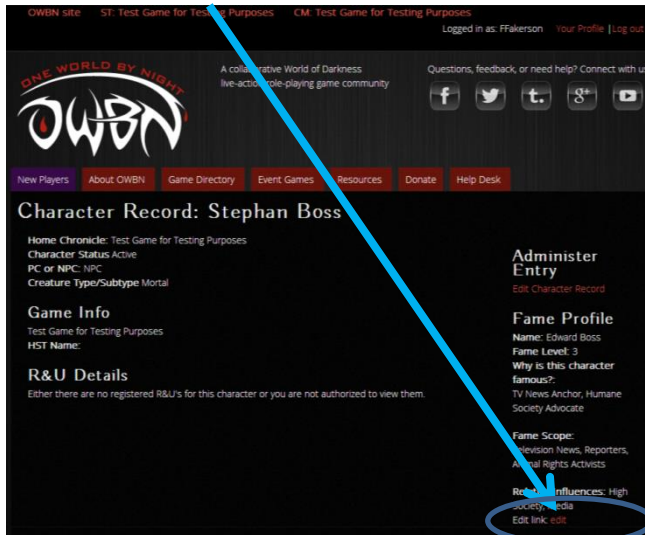 OWBN site ST: Test Game for Testing Purposes CM: Test Game for Testing Purposes
Logged in as: FFakerson Your Profile |Log out
ONE WORLD BY NIGHT
OWBN
A collaborative World of Darkness
live-action role-playing game community
Questions, feedback, or need help? Connect with us
f t. g+
New Players About OWBN Game Directory Event Games Resources Donate Help Desk
Character Record: Stephan Boss
Home Chronicle: Test Game for Testing Purposes
Character Status Active
PC or NPC: NPC
Creature Type/Subtype Mortal
Game Info
Test Game for Testing Purposes
HST Name:
R&U Details
Either there are no registered R&U's for this character or you are not authorized to view them.
Administer
Entry
Edit Character Record
Fame Profile
Name: Edward Boss
Fame Level: 3
Why is this character
famous?:
TV News Anchor, Humane
Society Advocate
Fame Scope:
Television News, Reporters,
Animal Rights Activists
Related Influences: High
Society, Media
Edit link: edit